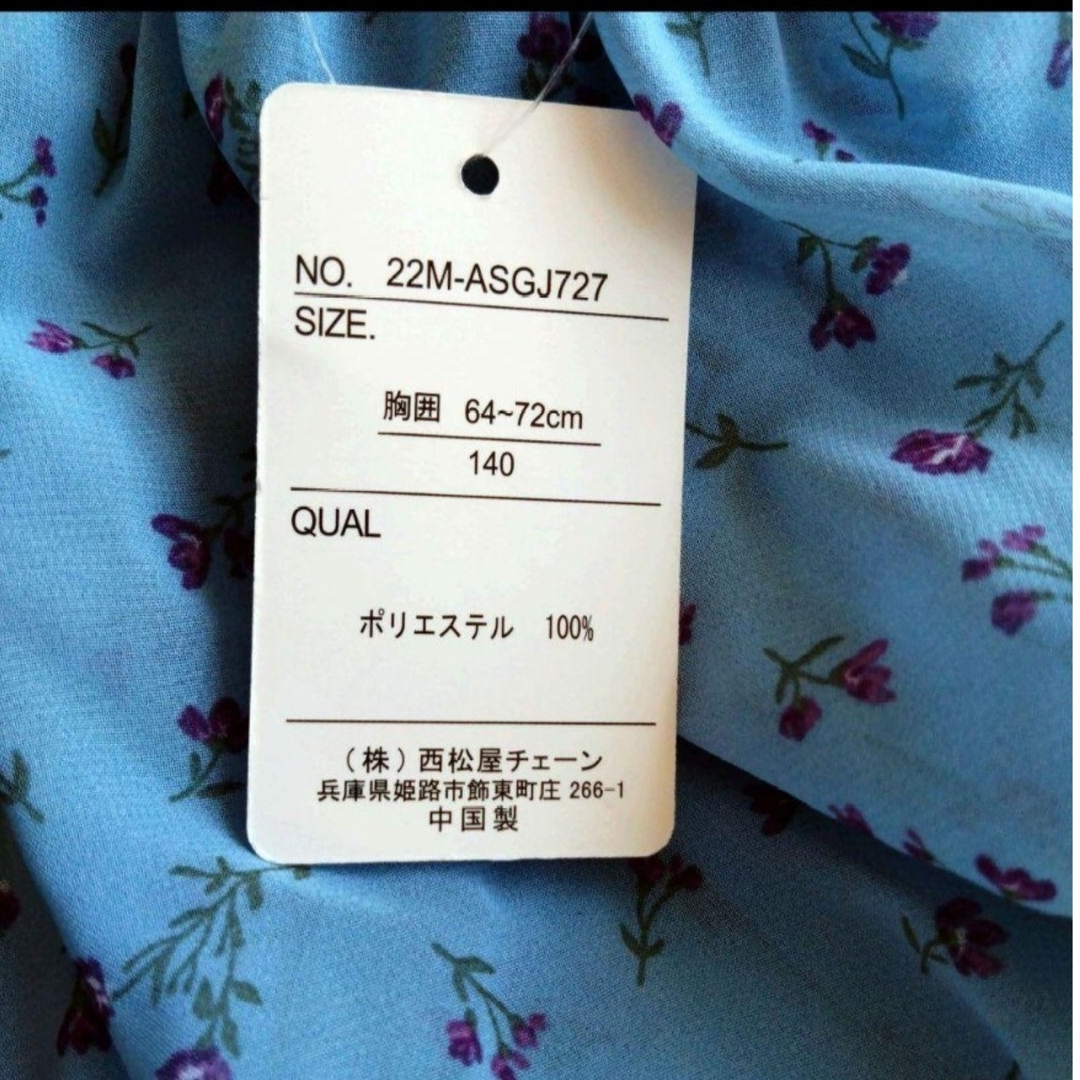 NO. 22M-ASGJ727
SIZE.
胸囲 64~72cm
140
QUAL
ポリエステル 100%
（株）西松屋チェーン
兵庫県姫路市飾東町庄 266-1
中国製